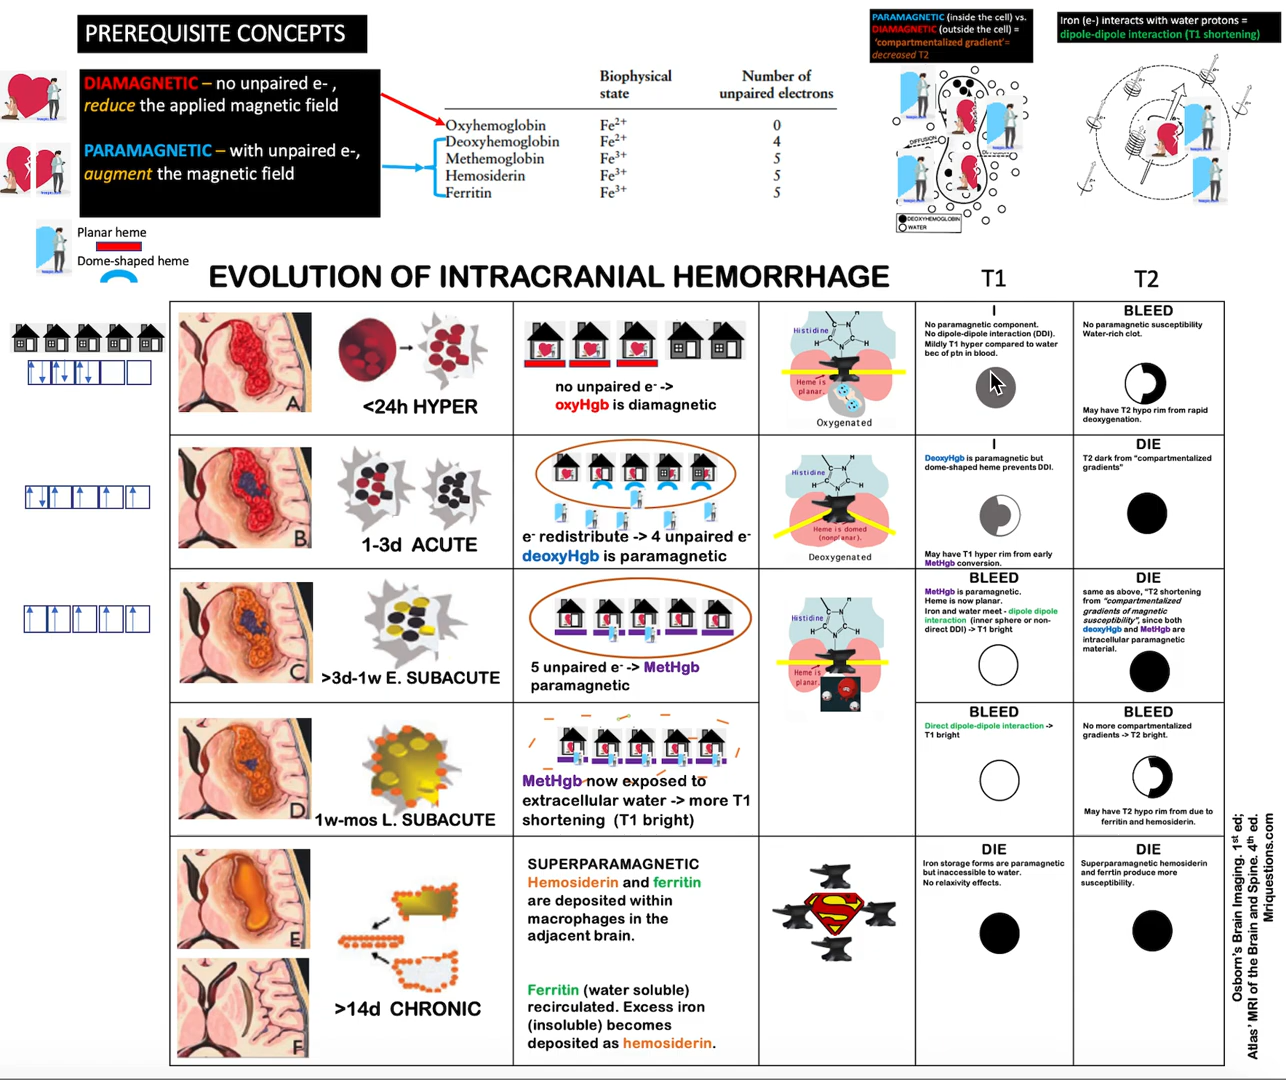 PREREQUISITE CONCEPTS
DIAMAGNETIC – no unpaired e- ,
reduce the applied magnetic field
PARAMAGNETIC – with unpaired e-,
augment the magnetic field
Planar heme
Dome-shaped heme
Biophysical
state
Number of
unpaired electrons
Oxyhemoglobin Fe2+ 0
Deoxyhemoglobin Fe2+ 4
Methemoglobin Fe3+ 5
Hemosiderin Fe3+ 5
Ferritin Fe3+ 5
PARAMAGNETIC (inside the cell) vs.
DIAMAGNETIC (outside the cell) =
‘compartmentalized gradient’=
decreased T2
DIFFUSION
DEOXYHEMOGLOBIN
WATER
Iron (e-) interacts with water protons =
dipole-dipole interaction (T1 shortening)
EVOLUTION OF INTRACRANIAL HEMORRHAGE
T1
T2
A
<24h HYPER
no unpaired e- ->
oxyHgb is diamagnetic
Histidine
N
H
H
Heme is
planar.
Oxygenated
I
No paramagnetic component.
No dipole-dipole interaction (DDI).
Mildly T1 hyper compared to water
bec of ptn in blood.
BLEED
No paramagnetic susceptibility
Water-rich clot.
May have T2 hypo rim from rapid
deoxygenation.
B
1-3d ACUTE
e- redistribute -> 4 unpaired e-
deoxyHgb is paramagnetic
Histidine
N
H
H
Heme is domed
(nonplanar).
Deoxygenated
I
DeoxyHgb is paramagnetic but
dome-shaped heme prevents DDI.
May have T1 hyper rim from early
MetHgb conversion.
DIE
T2 dark from “compartmentalized
gradients”
C
>3d-1w E. SUBACUTE
5 unpaired e- -> MetHgb
paramagnetic
Histidine
N
H
H
Heme is
planar.
BLEED
MetHgb is paramagnetic.
Heme is now planar.
Iron and water meet - dipole dipole
interaction (inner sphere or non-
direct DDI) -> T1 bright
DIE
same as above, “T2 shortening
from “compartmentalized
gradients of magnetic
susceptibility”, since both
deoxyHgb and MetHgb are
intracellular paramagnetic
material.
D
1w-mos L. SUBACUTE
MetHgb now exposed to
extracellular water -> more T1
shortening (T1 bright)
BLEED
Direct dipole-dipole interaction ->
T1 bright
BLEED
No more compartmentalized
gradients -> T2 bright.
May have T2 hypo rim from due to
ferritin and hemosiderin.
E
F
>14d CHRONIC
SUPERPARAMAGNETIC
Hemosiderin and ferritin
are deposited within
macrophages in the
adjacent brain.
Ferritin (water soluble)
recirculated. Excess iron
(insoluble) becomes
deposited as hemosiderin.
S
DIE
Iron storage forms are paramagnetic
but inaccessible to water.
No relaxivity effects.
DIE
Superparamagnetic hemosiderin
and ferrtin produce more
susceptibility.
Osborn’s Brain Imaging. 1st ed;
Atlas’ MRI of the Brain and Spine. 4th ed.
Mriquestions.com